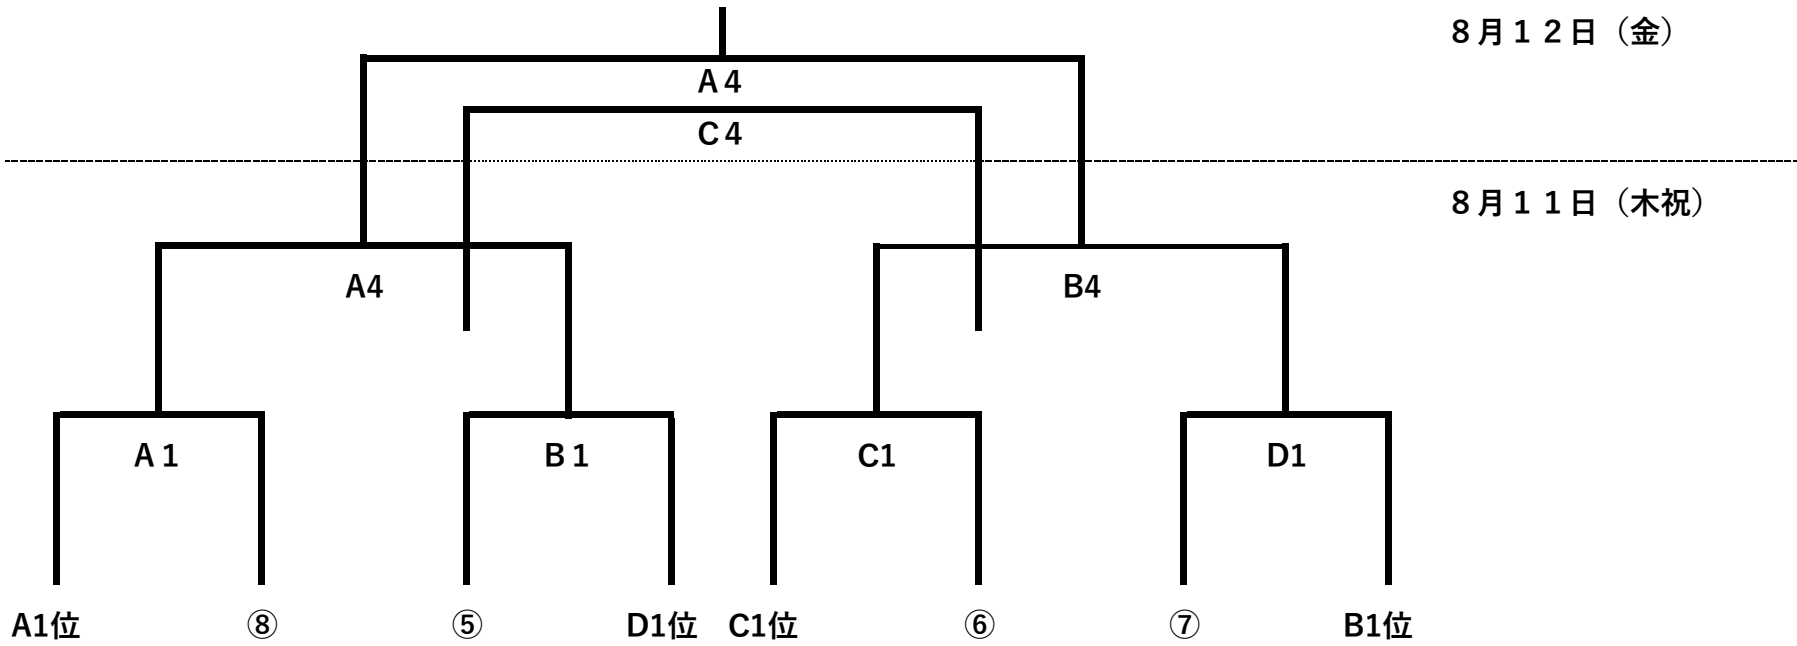 ８月１２日（金）
A４
C４
８月１１日（木祝）
A4
B4
A１
B１
C1
D1
A1位
⑧
⑤
D1位
C1位
⑥
⑦
B1位